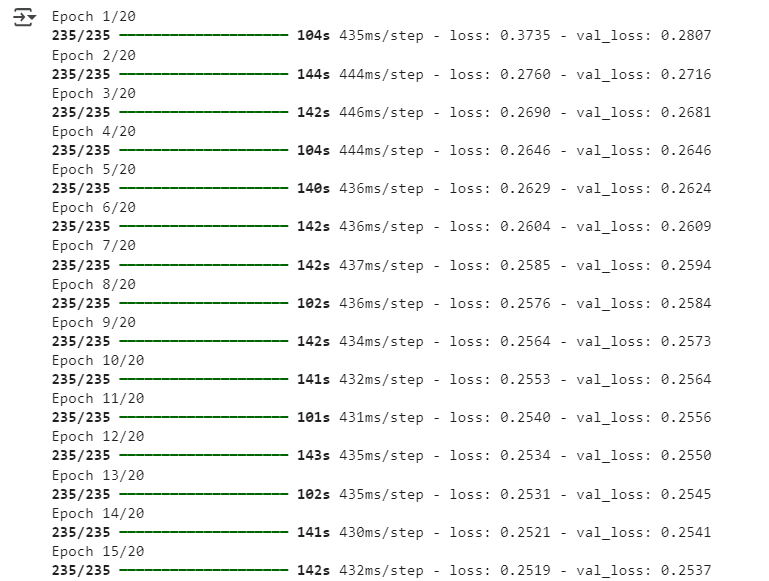 Epoch 1/20
235/235 ━━━━━━━━━━━━━━━━━━━━ 104s 435ms/step - loss: 0.3735 - val_loss: 0.2807
Epoch 2/20
235/235 ━━━━━━━━━━━━━━━━━━━━ 144s 444ms/step - loss: 0.2760 - val_loss: 0.2716
Epoch 3/20
235/235 ━━━━━━━━━━━━━━━━━━━━ 142s 446ms/step - loss: 0.2690 - val_loss: 0.2681
Epoch 4/20
235/235 ━━━━━━━━━━━━━━━━━━━━ 104s 444ms/step - loss: 0.2646 - val_loss: 0.2646
Epoch 5/20
235/235 ━━━━━━━━━━━━━━━━━━━━ 140s 436ms/step - loss: 0.2629 - val_loss: 0.2624
Epoch 6/20
235/235 ━━━━━━━━━━━━━━━━━━━━ 142s 436ms/step - loss: 0.2604 - val_loss: 0.2609
Epoch 7/20
235/235 ━━━━━━━━━━━━━━━━━━━━ 142s 437ms/step - loss: 0.2585 - val_loss: 0.2594
Epoch 8/20
235/235 ━━━━━━━━━━━━━━━━━━━━ 102s 436ms/step - loss: 0.2576 - val_loss: 0.2584
Epoch 9/20
235/235 ━━━━━━━━━━━━━━━━━━━━ 142s 434ms/step - loss: 0.2564 - val_loss: 0.2573
Epoch 10/20
235/235 ━━━━━━━━━━━━━━━━━━━━ 141s 432ms/step - loss: 0.2553 - val_loss: 0.2564
Epoch 11/20
235/235 ━━━━━━━━━━━━━━━━━━━━ 101s 431ms/step - loss: 0.2540 - val_loss: 0.2556
Epoch 12/20
235/235 ━━━━━━━━━━━━━━━━━━━━ 143s 435ms/step - loss: 0.2534 - val_loss: 0.2550
Epoch 13/20
235/235 ━━━━━━━━━━━━━━━━━━━━ 102s 435ms/step - loss: 0.2531 - val_loss: 0.2545
Epoch 14/20
235/235 ━━━━━━━━━━━━━━━━━━━━ 141s 430ms/step - loss: 0.2521 - val_loss: 0.2541
Epoch 15/20
235/235 ━━━━━━━━━━━━━━━━━━━━ 142s 432ms/step - loss: 0.2519 - val_loss: 0.2537